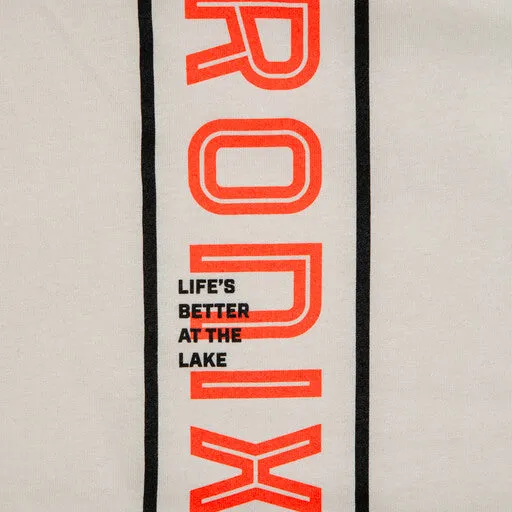 RONIX
LIFE'S
BETTER
AT THE
LAKE